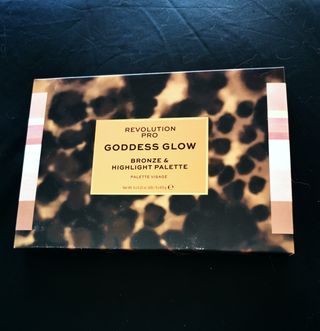 REVOLUTION
PRO
GODDESS GLOW
BRONZE &
HIGHLIGHT PALETTE
PALETTE VISAGE